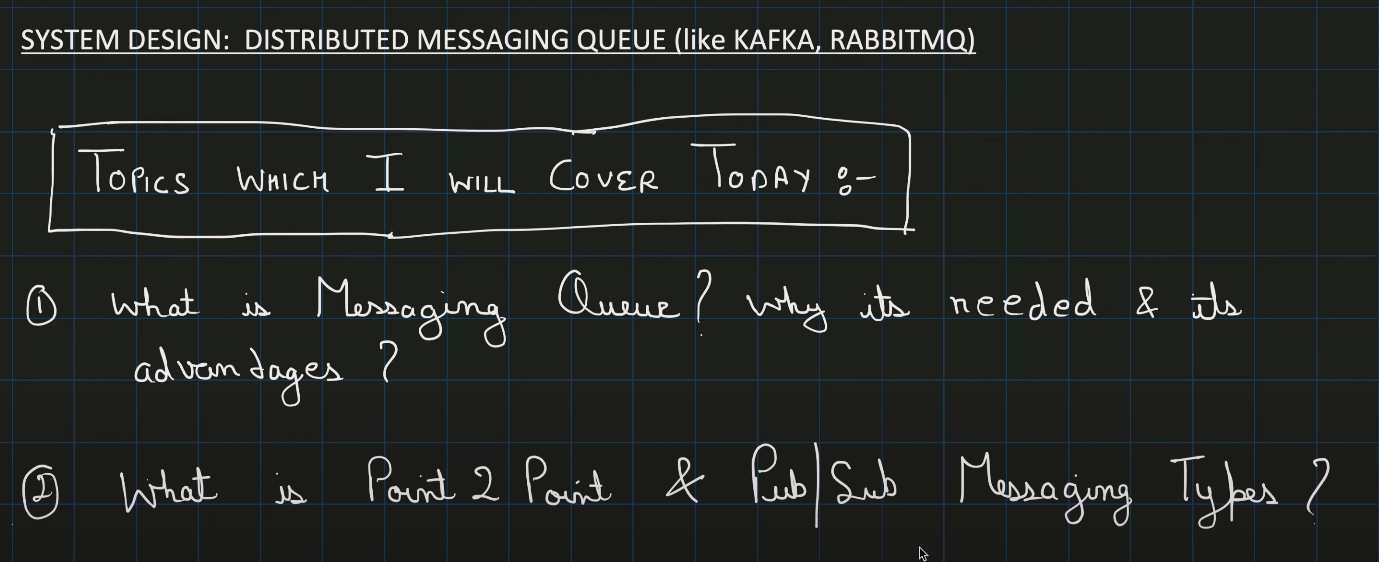 SYSTEM DESIGN: DISTRIBUTED MESSAGING QUEUE (like KAFKA, RABBITMQ)
TOPICS WHICH I WILL COVER TODAY :-
① What is Messaging Queue? Why its needed & its
advantages?
② What is Point 2 Point & Pub|Sub Messaging Types?